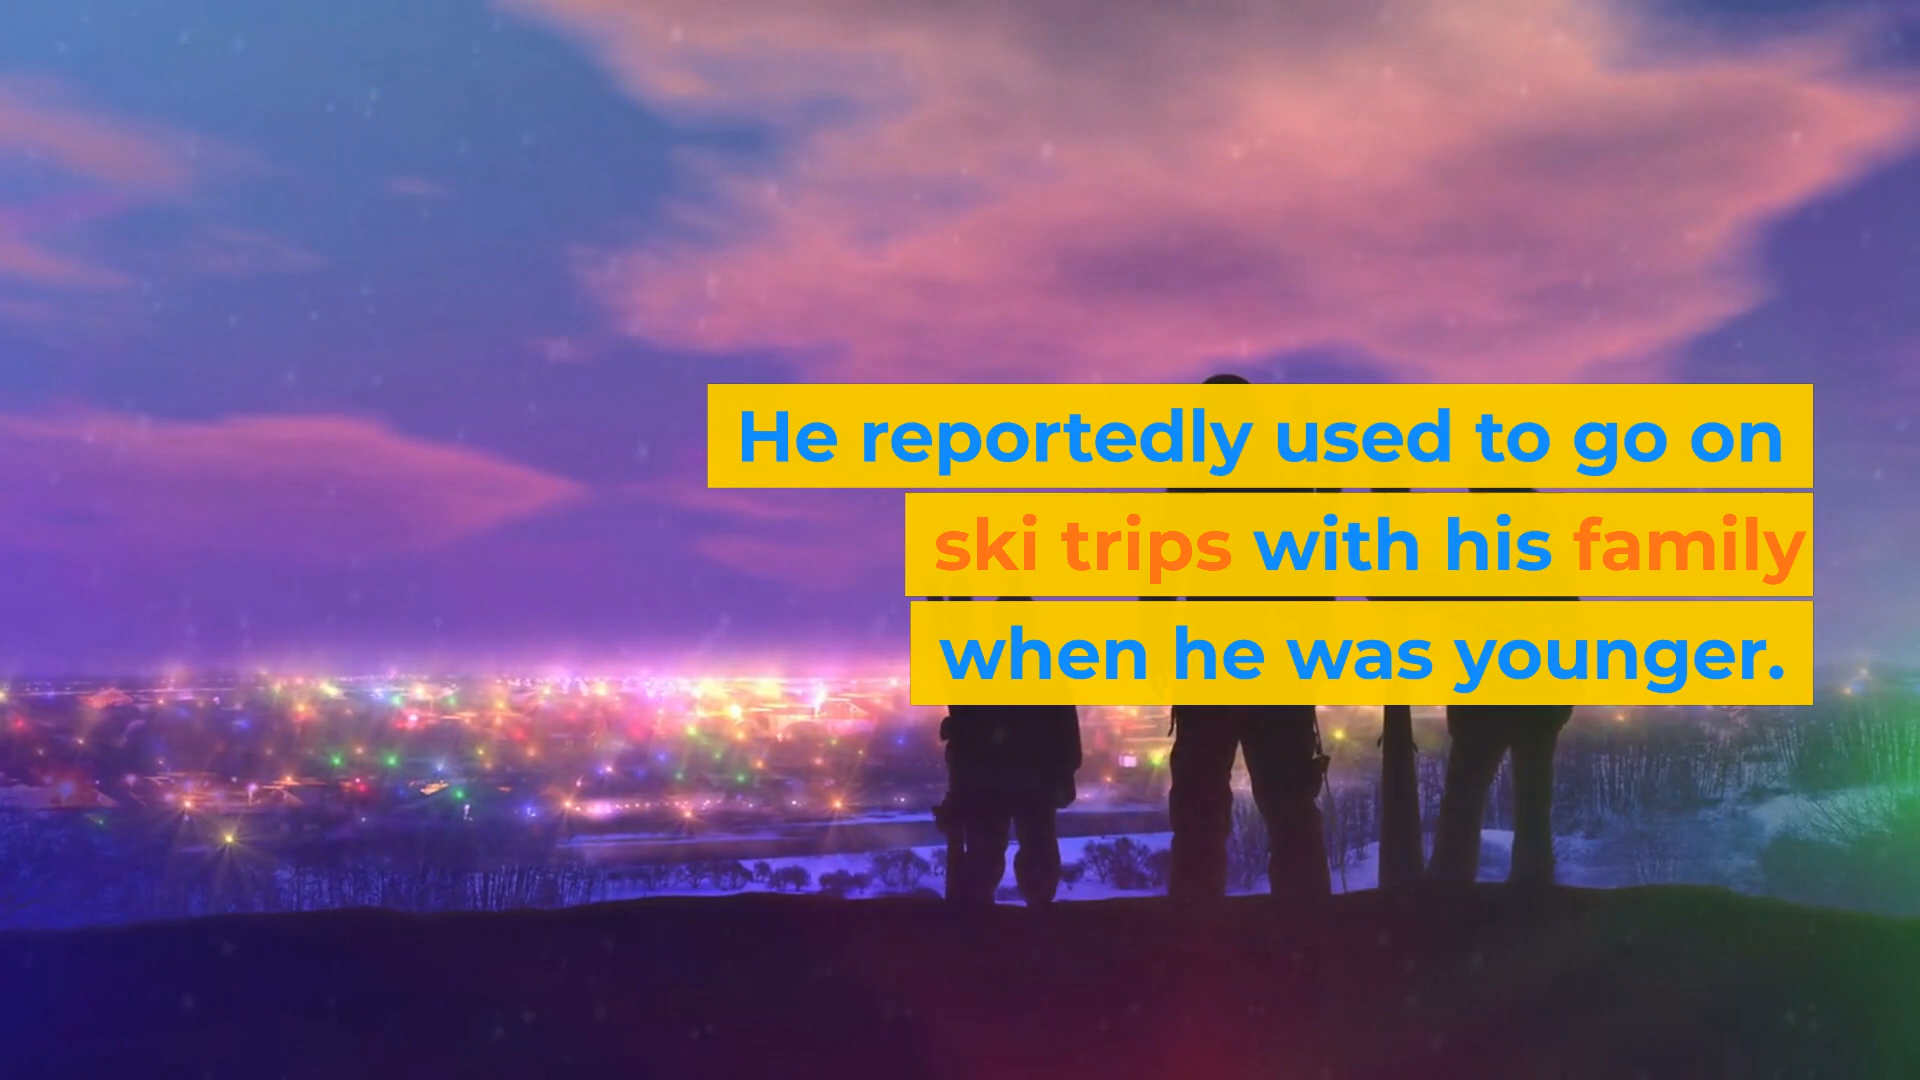 He reportedly used to go on
ski trips with his family
when he was younger.